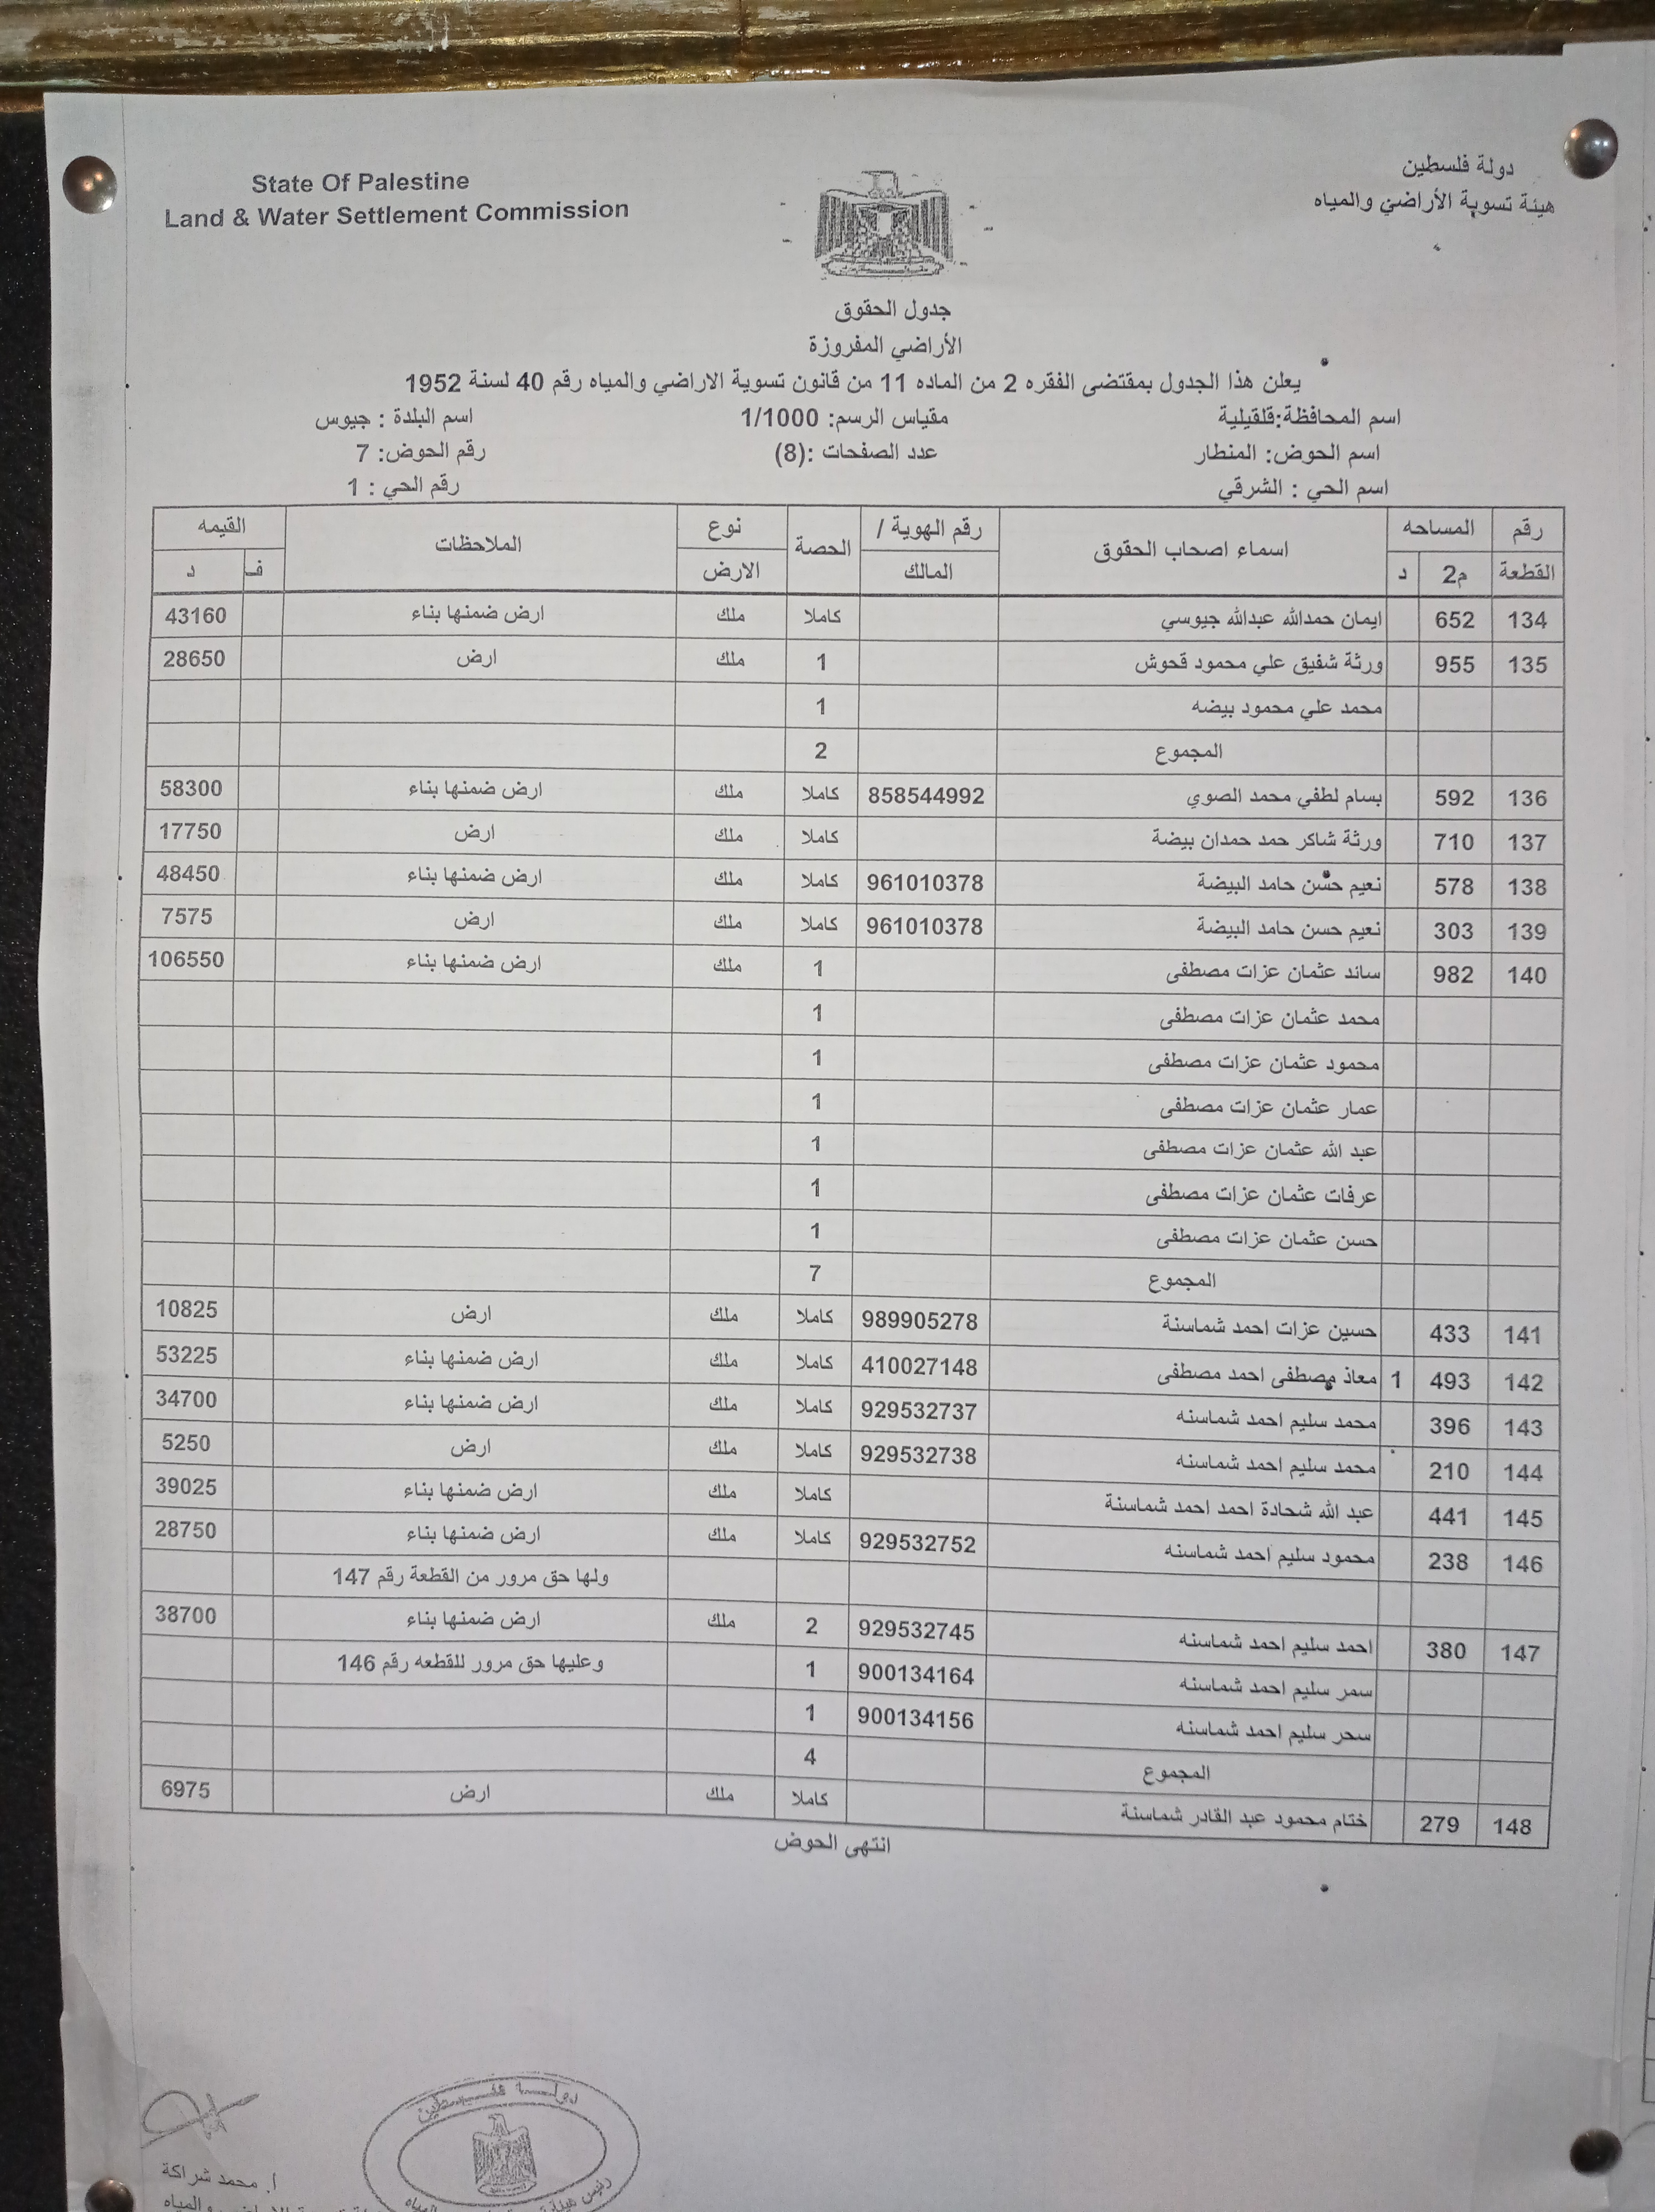 State Of Palestine
Land & Water Settlement Commission
دولة فلسطين
هيئة تسوية الأراضي والمياه
جدول الحقوق
الأراضي المفروزة
يعلن هذا الجدول بمقتضى الفقره 2 من الماده 11 من قانون تسوية الاراضي والمياه رقم 40 لسنة 1952
اسم المحافظة:قلقيلية مقياس الرسم: 1/1000 اسم البلدة : جيوس
اسم الحوض: المنطار عدد الصفحات :(8) رقم الحوض: 7
اسم الحي : الشرقي رقم الحي : 1
رقم المساحه اسماء اصحاب الحقوق رقم الهوية / الحصة نوع الملاحظات القيمه
القطعة م2 د المالك الارض ف د
134 652 ايمان حمدالله عبدالله جيوسي كاملا ملك ارض ضمنها بناء 43160
135 955 ورثة شفيق علي محمود قحوش 1 ملك ارض 28650
محمد علي محمود بيضه 1
المجموع 2
136 592 بسام لطفي محمد الصوي 858544992 كاملا ملك ارض ضمنها بناء 58300
137 710 ورثة شاكر حمد حمدان بيضة كاملا ملك ارض 17750
138 578 نعيم حسن حامد البيضة 961010378 كاملا ملك ارض ضمنها بناء 48450
139 303 نعيم حسن حامد البيضة 961010378 كاملا ملك ارض 7575
140 982 سائد عثمان عزات مصطفى 1 ملك ارض ضمنها بناء 106550
محمد عثمان عزات مصطفى 1
محمود عثمان عزات مصطفى 1
عمار عثمان عزات مصطفى 1
عبد الله عثمان عزات مصطفى 1
عرفات عثمان عزات مصطفى 1
حسن عثمان عزات مصطفى 1
المجموع 7
141 433 حسين عزات احمد شماسنة 989905278 كاملا ملك ارض 10825
142 493 1 معاذ مصطفى احمد مصطفى 410027148 كاملا ملك ارض ضمنها بناء 53225
143 396 محمد سليم احمد شماسنه 929532737 كاملا ملك ارض ضمنها بناء 34700
144 210 محمد سليم احمد شماسنه 929532738 كاملا ملك ارض 5250
145 441 عبد الله شحادة احمد احمد شماسنة كاملا ملك ارض ضمنها بناء 39025
146 238 محمود سليم احمد شماسنه 929532752 كاملا ملك ارض ضمنها بناء 28750
ولها حق مرور من القطعة رقم 147
147 380 احمد سليم احمد شماسنه 929532745 2 ملك ارض ضمنها بناء 38700
سمر سليم احمد شماسنه 900134164 1 وعليها حق مرور للقطعه رقم 146
سحر سليم احمد شماسنه 900134156 1
المجموع 4
148 279 ختام محمود عبد القادر شماسنة كاملا ملك ارض 6975
انتهى الحوض
دولة فلسطين
أ. محمد شراكة